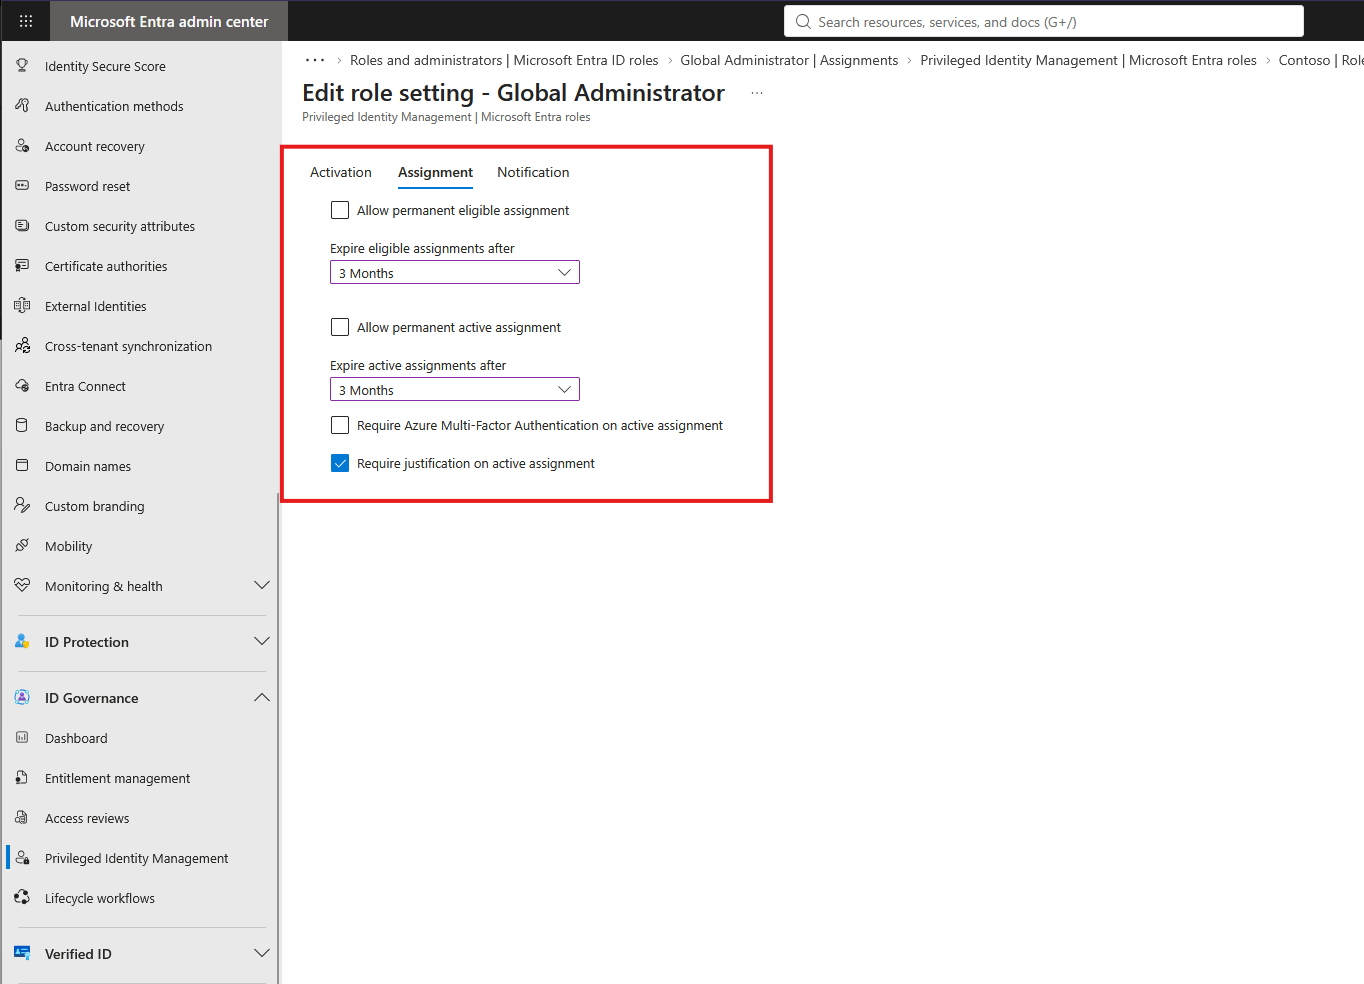 Microsoft Entra admin center
Search resources, services, and docs (G+/)
Identity Secure Score
Authentication methods
Account recovery
Password reset
Custom security attributes
Certificate authorities
External Identities
Cross-tenant synchronization
Entra Connect
Backup and recovery
Domain names
Custom branding
Mobility
Monitoring & health
ID Protection
ID Governance
Dashboard
Entitlement management
Access reviews
Privileged Identity Management
Lifecycle workflows
Verified ID
··· > Roles and administrators | Microsoft Entra ID roles > Global Administrator | Assignments > Privileged Identity Management | Microsoft Entra roles > Contoso | Role
Edit role setting - Global Administrator ···
Privileged Identity Management | Microsoft Entra roles
Activation Assignment Notification
Allow permanent eligible assignment
Expire eligible assignments after
3 Months
Allow permanent active assignment
Expire active assignments after
3 Months
Require Azure Multi-Factor Authentication on active assignment
Require justification on active assignment